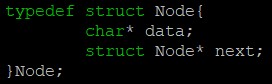 typedef struct Node{
        char* data;
        struct Node* next;
}Node;